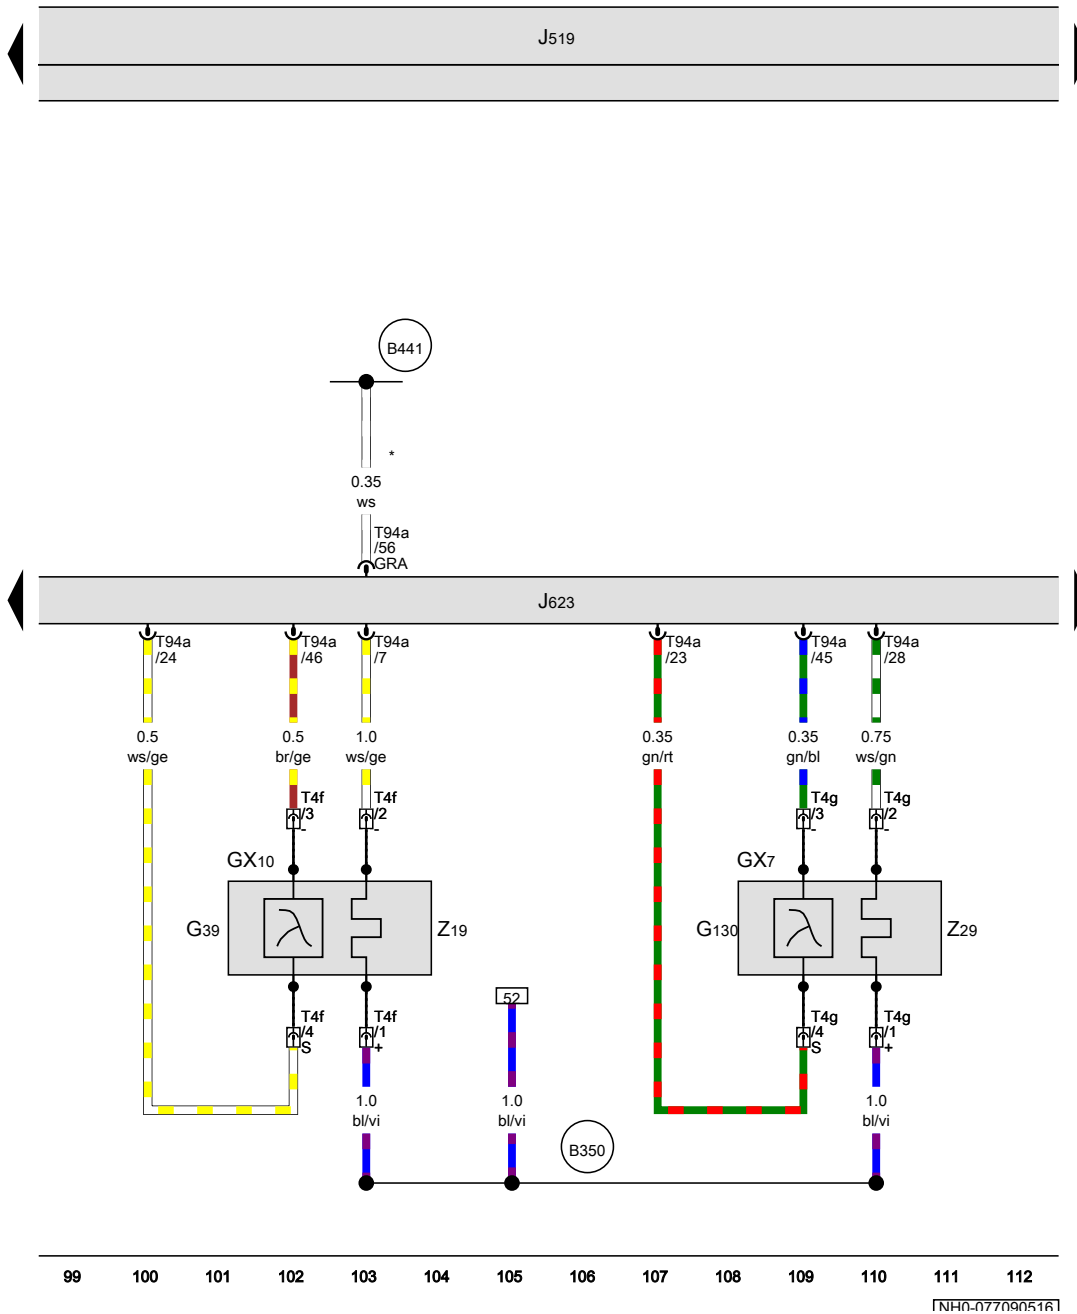 J519
B441
*
0.35
ws
T94a
/56
GRA
J623
T94a
/24
T94a
/46
T94a
/7
T94a
/23
T94a
/45
T94a
/28
0.5
ws/ge
0.5
br/ge
1.0
ws/ge
0.35
gn/rt
0.35
gn/bl
0.75
ws/gn
T4f
/3
-
T4f
/2
-
T4g
/3
-
T4g
/2
-
GX10
GX7
G39
Z19
G130
Z29
52
T4f
/4
S
T4f
/1
+
T4g
/4
S
T4g
/1
+
1.0
bl/vi
1.0
bl/vi
1.0
bl/vi
B350
99 100 101 102 103 104 105 106 107 108 109 110 111 112
NH0-077090516